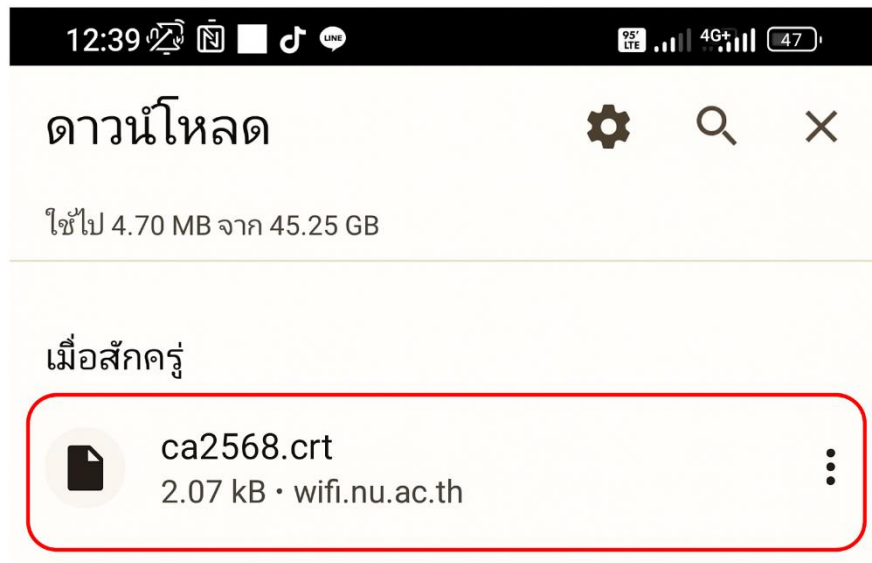 12:39 LINE 95' LTE 4G+ 47
ดาวน์โหลด
ใช้ไป 4.70 MB จาก 45.25 GB
เมื่อสักครู่
ca2568.crt
2.07 kB • wifi.nu.ac.th